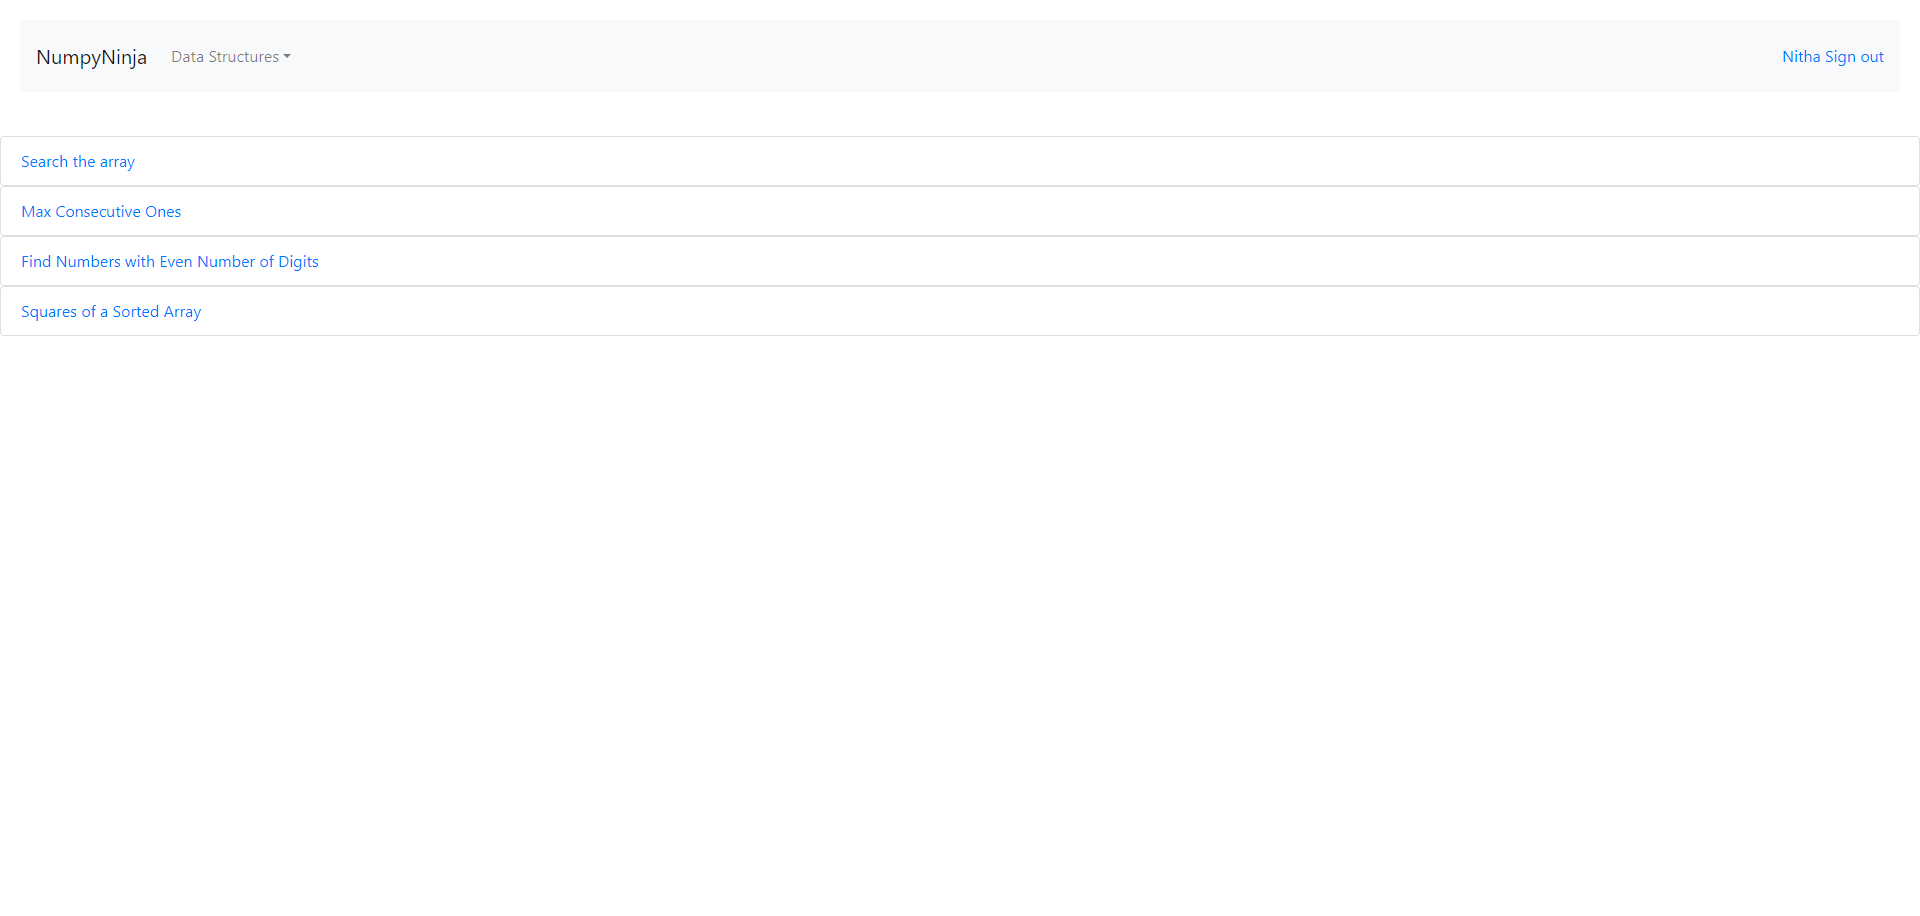 NumpyNinja Data Structures Nitha Sign out
Search the array
Max Consecutive Ones
Find Numbers with Even Number of Digits
Squares of a Sorted Array